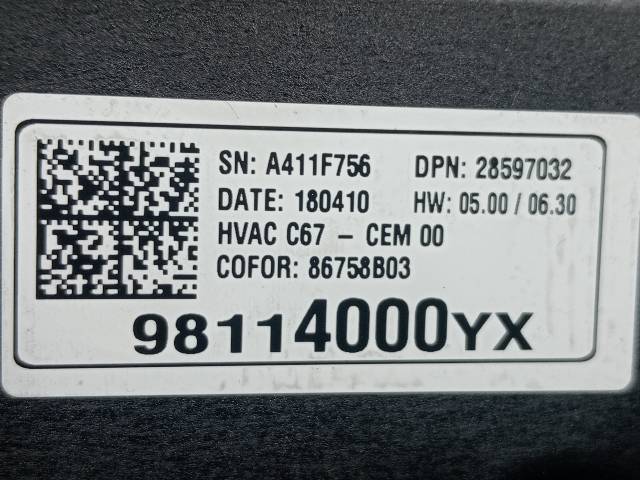 SN: A411F756 DPN: 28597032
DATE: 180410 HW: 05.00 / 06.30
HVAC C67 - CEM 00
COFOR: 86758B03
98114000YX